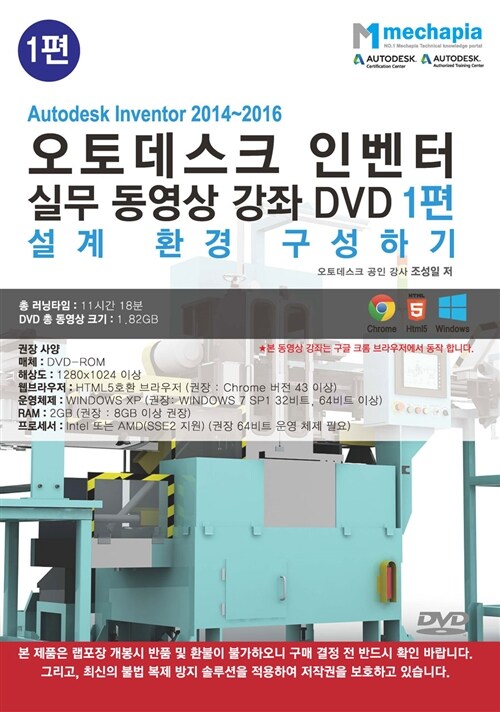 1편
mechapia
NO.1 Mechapia Technical knowledge portal
AUTODESK.
Certification Center
AUTODESK.
Authorized Training Center
Autodesk Inventor 2014~2016
오토데스크 인벤터
실무 동영상 강좌 DVD 1편
설계 환경 구성하기
오토데스크 공인 강사 조성일 저
총 러닝타임 : 11시간 18분
DVD 총 동영상 크기 : 1.82GB
HTML
5
Chrome
Html5
Windows
권장 사양
*본 동영상 강좌는 구글 크롬 브라우저에서 동작 합니다.
매체 : DVD-ROM
해상도 : 1280x1024 이상
웹브라우저 : HTML5호환 브라우저 (권장 : Chrome 버전 43 이상)
운영체제 : WINDOWS XP (권장: WINDOWS 7 SP1 32비트, 64비트 이상)
RAM : 2GB (권장 : 8GB 이상 권장)
프로세서 : Intel 또는 AMD(SSE2 지원) (권장 64비트 운영 체제 필요)
DVD
본 제품은 랩포장 개봉시 반품 및 환불이 불가하오니 구매 결정 전 반드시 확인 바랍니다.
그리고, 최신의 불법 복제 방지 솔루션을 적용하여 저작권을 보호하고 있습니다.